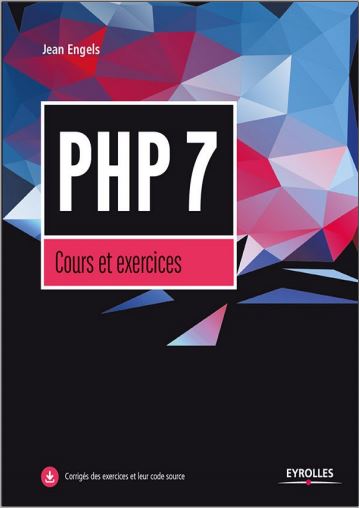 Jean Engels
PHP 7
Cours et exercices
Corrigés des exercices et leur code source
EYROLLES